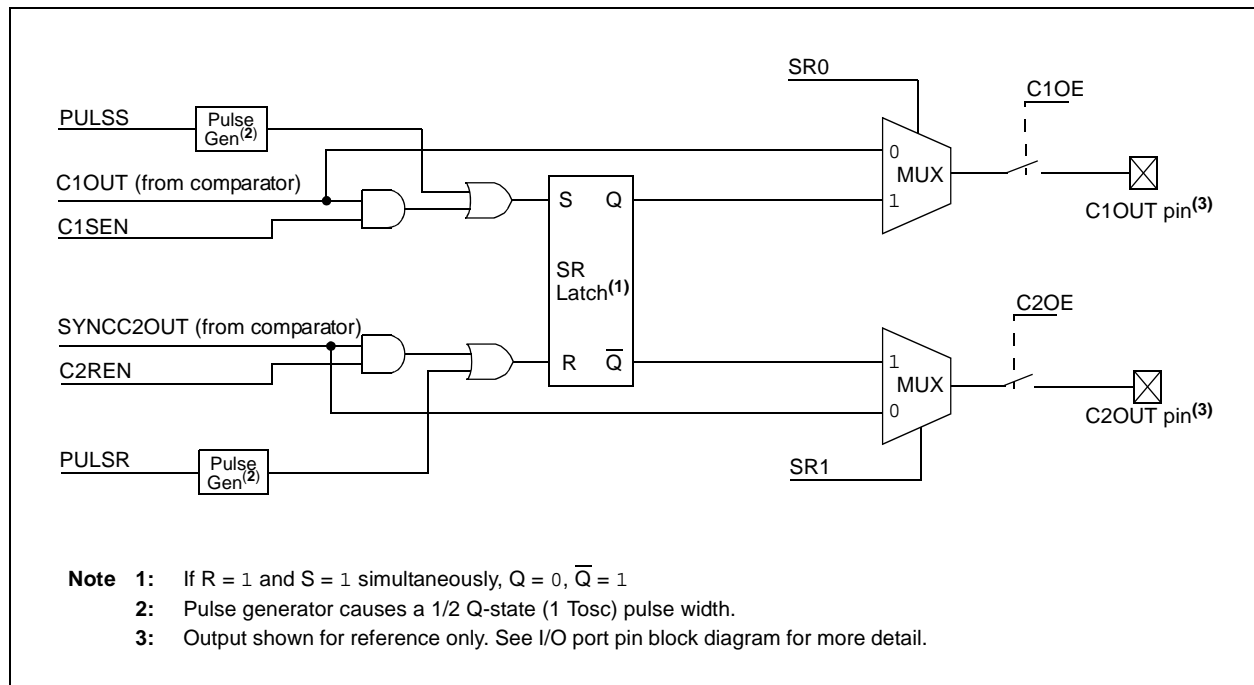 SR0
C1OE
PULSS
Pulse
Gen(2)
0
MUX
1
C1OUT (from comparator)
C1SEN
S Q
C1OUT pin(3)
SR
Latch(1)
C2OE
SYNCC2OUT (from comparator)
C2REN
R Q̅
1
MUX
0
C2OUT pin(3)
PULSR
Pulse
Gen(2)
SR1
Note 1: If R = 1 and S = 1 simultaneously, Q = 0, Q̅ = 1
2: Pulse generator causes a 1/2 Q-state (1 Tosc) pulse width.
3: Output shown for reference only. See I/O port pin block diagram for more detail.